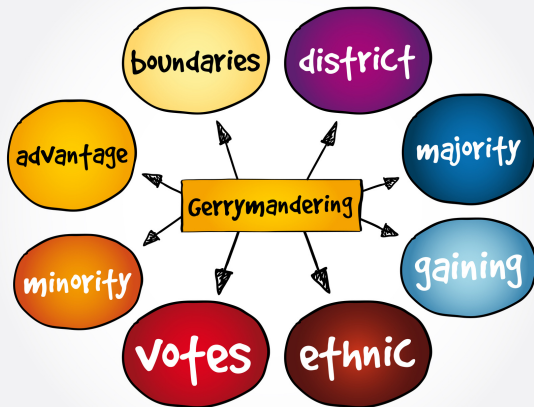 boundaries
district
advantage
majority
Gerrymandering
minority
gaining
votes
ethnic